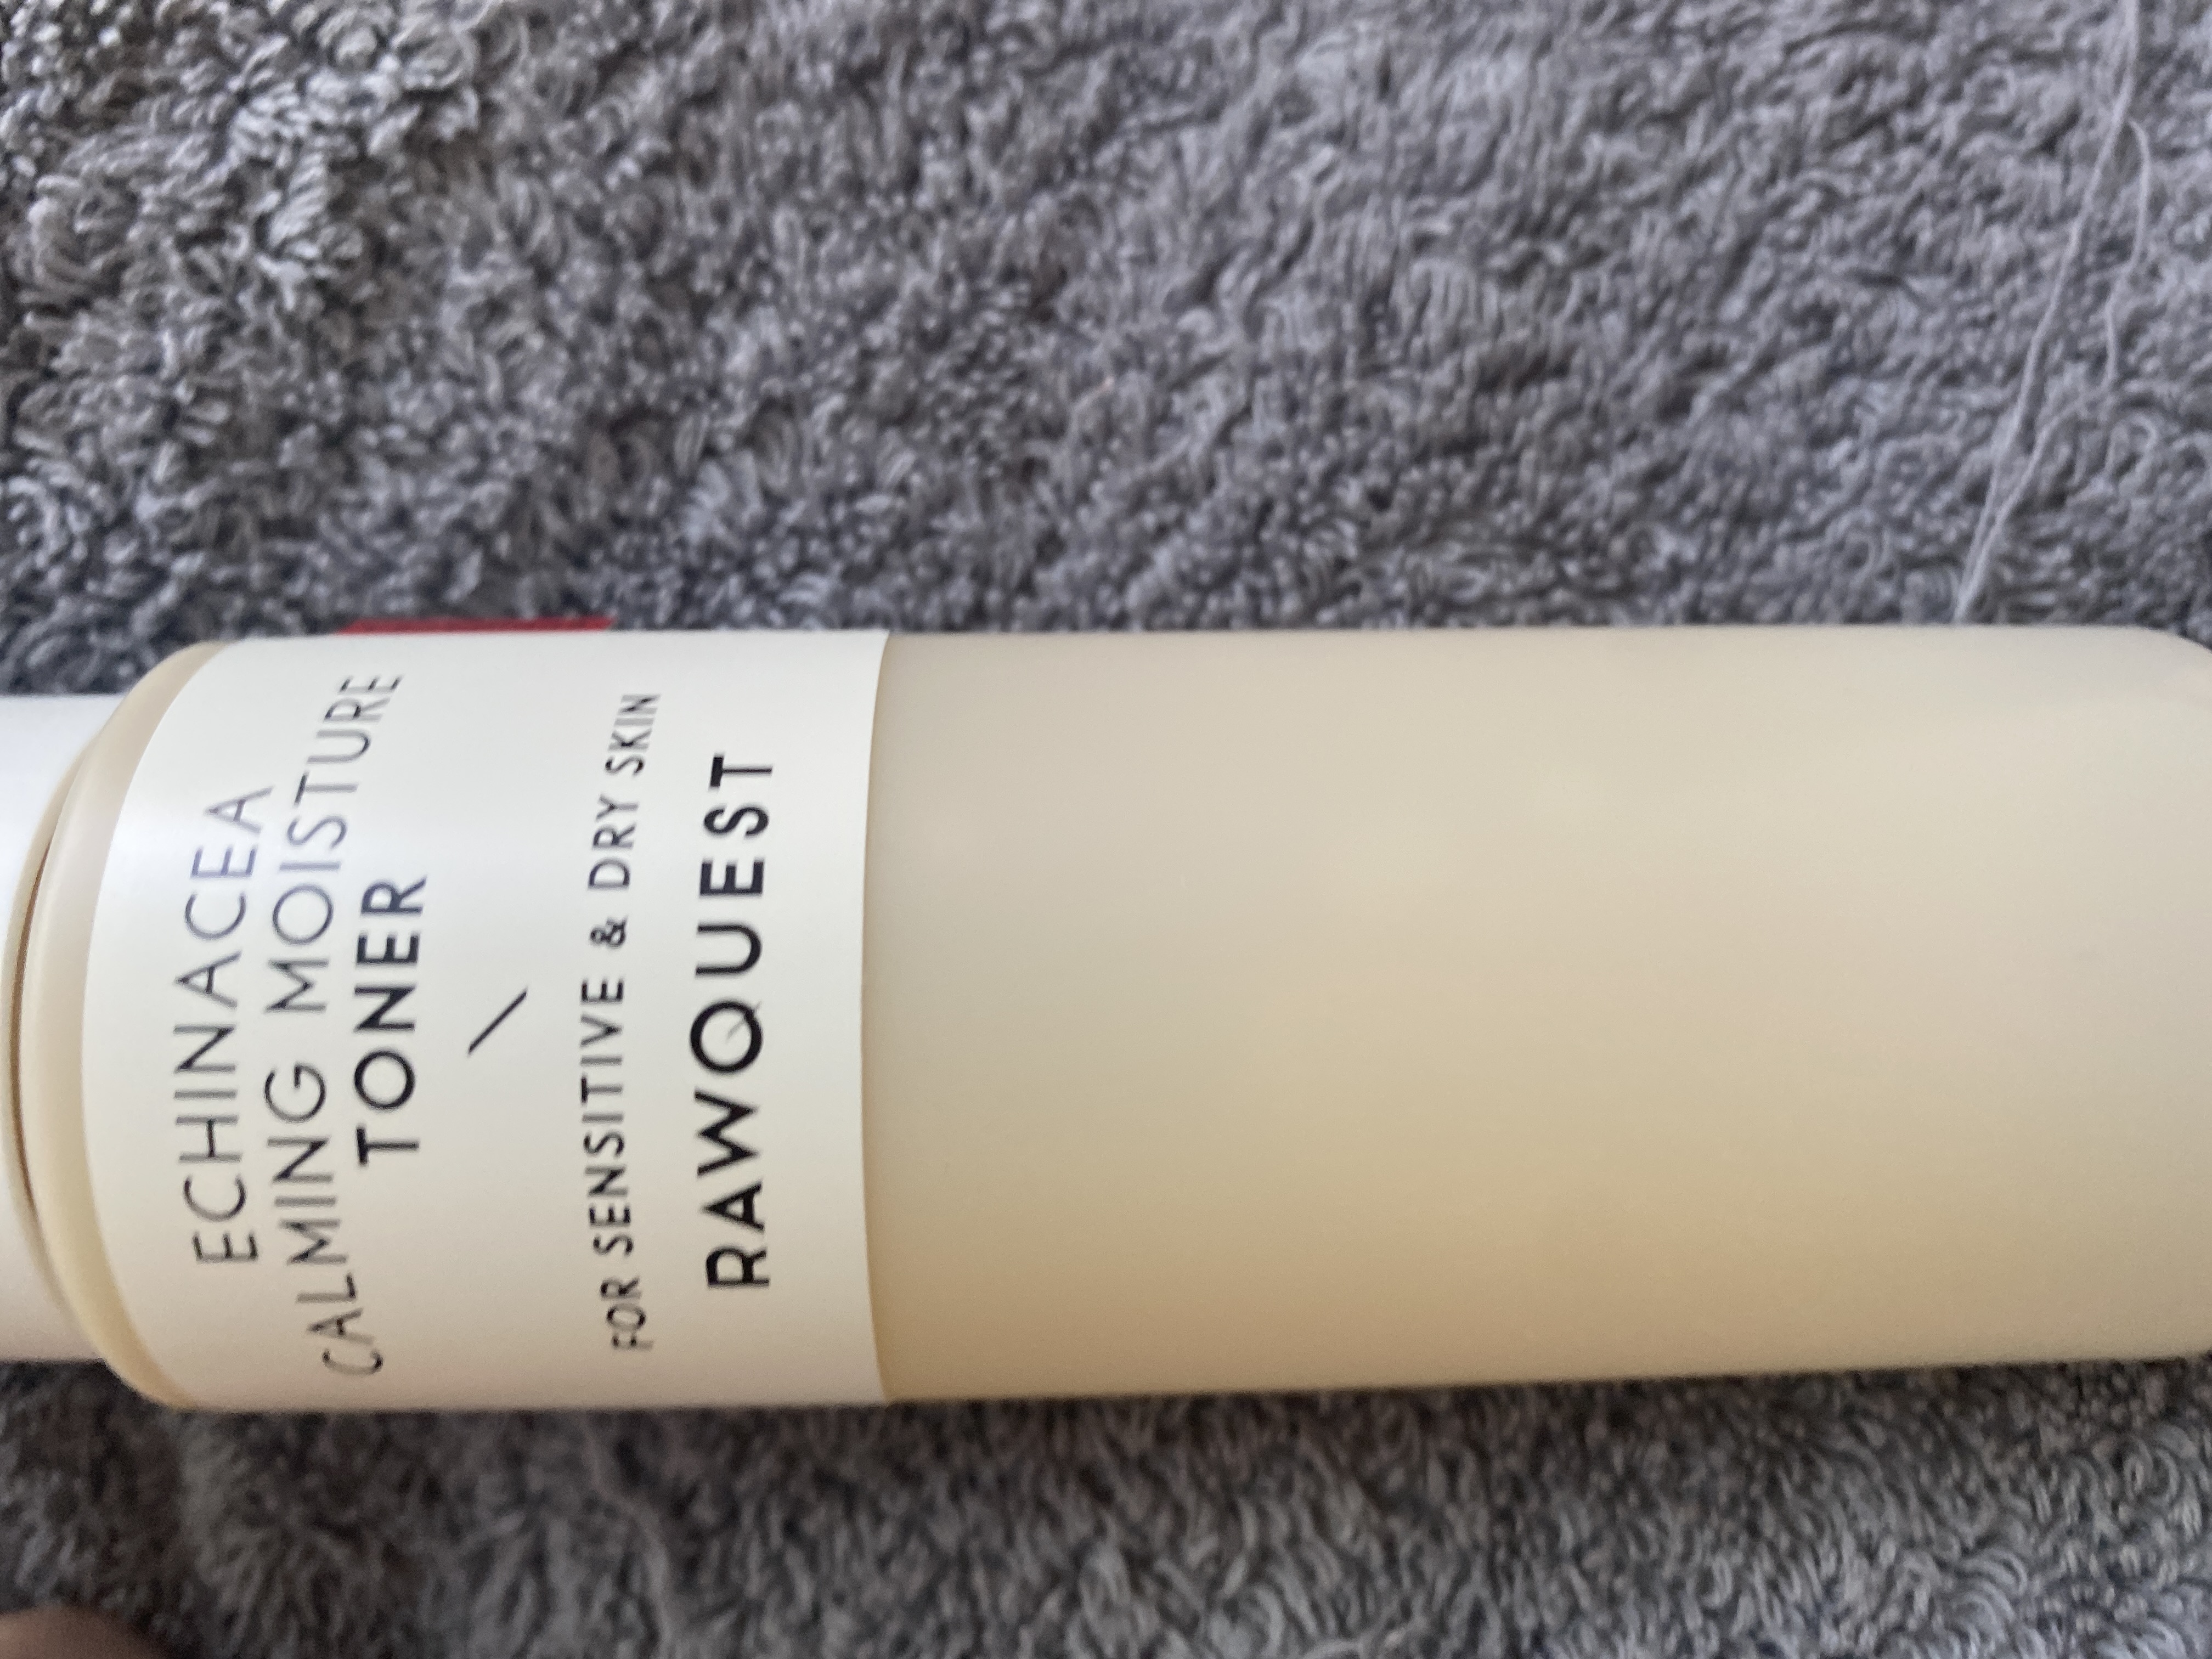 ECHINACEA
CALMING MOISTURE
TONER
FOR SENSITIVE & DRY SKIN
RAWQUEST